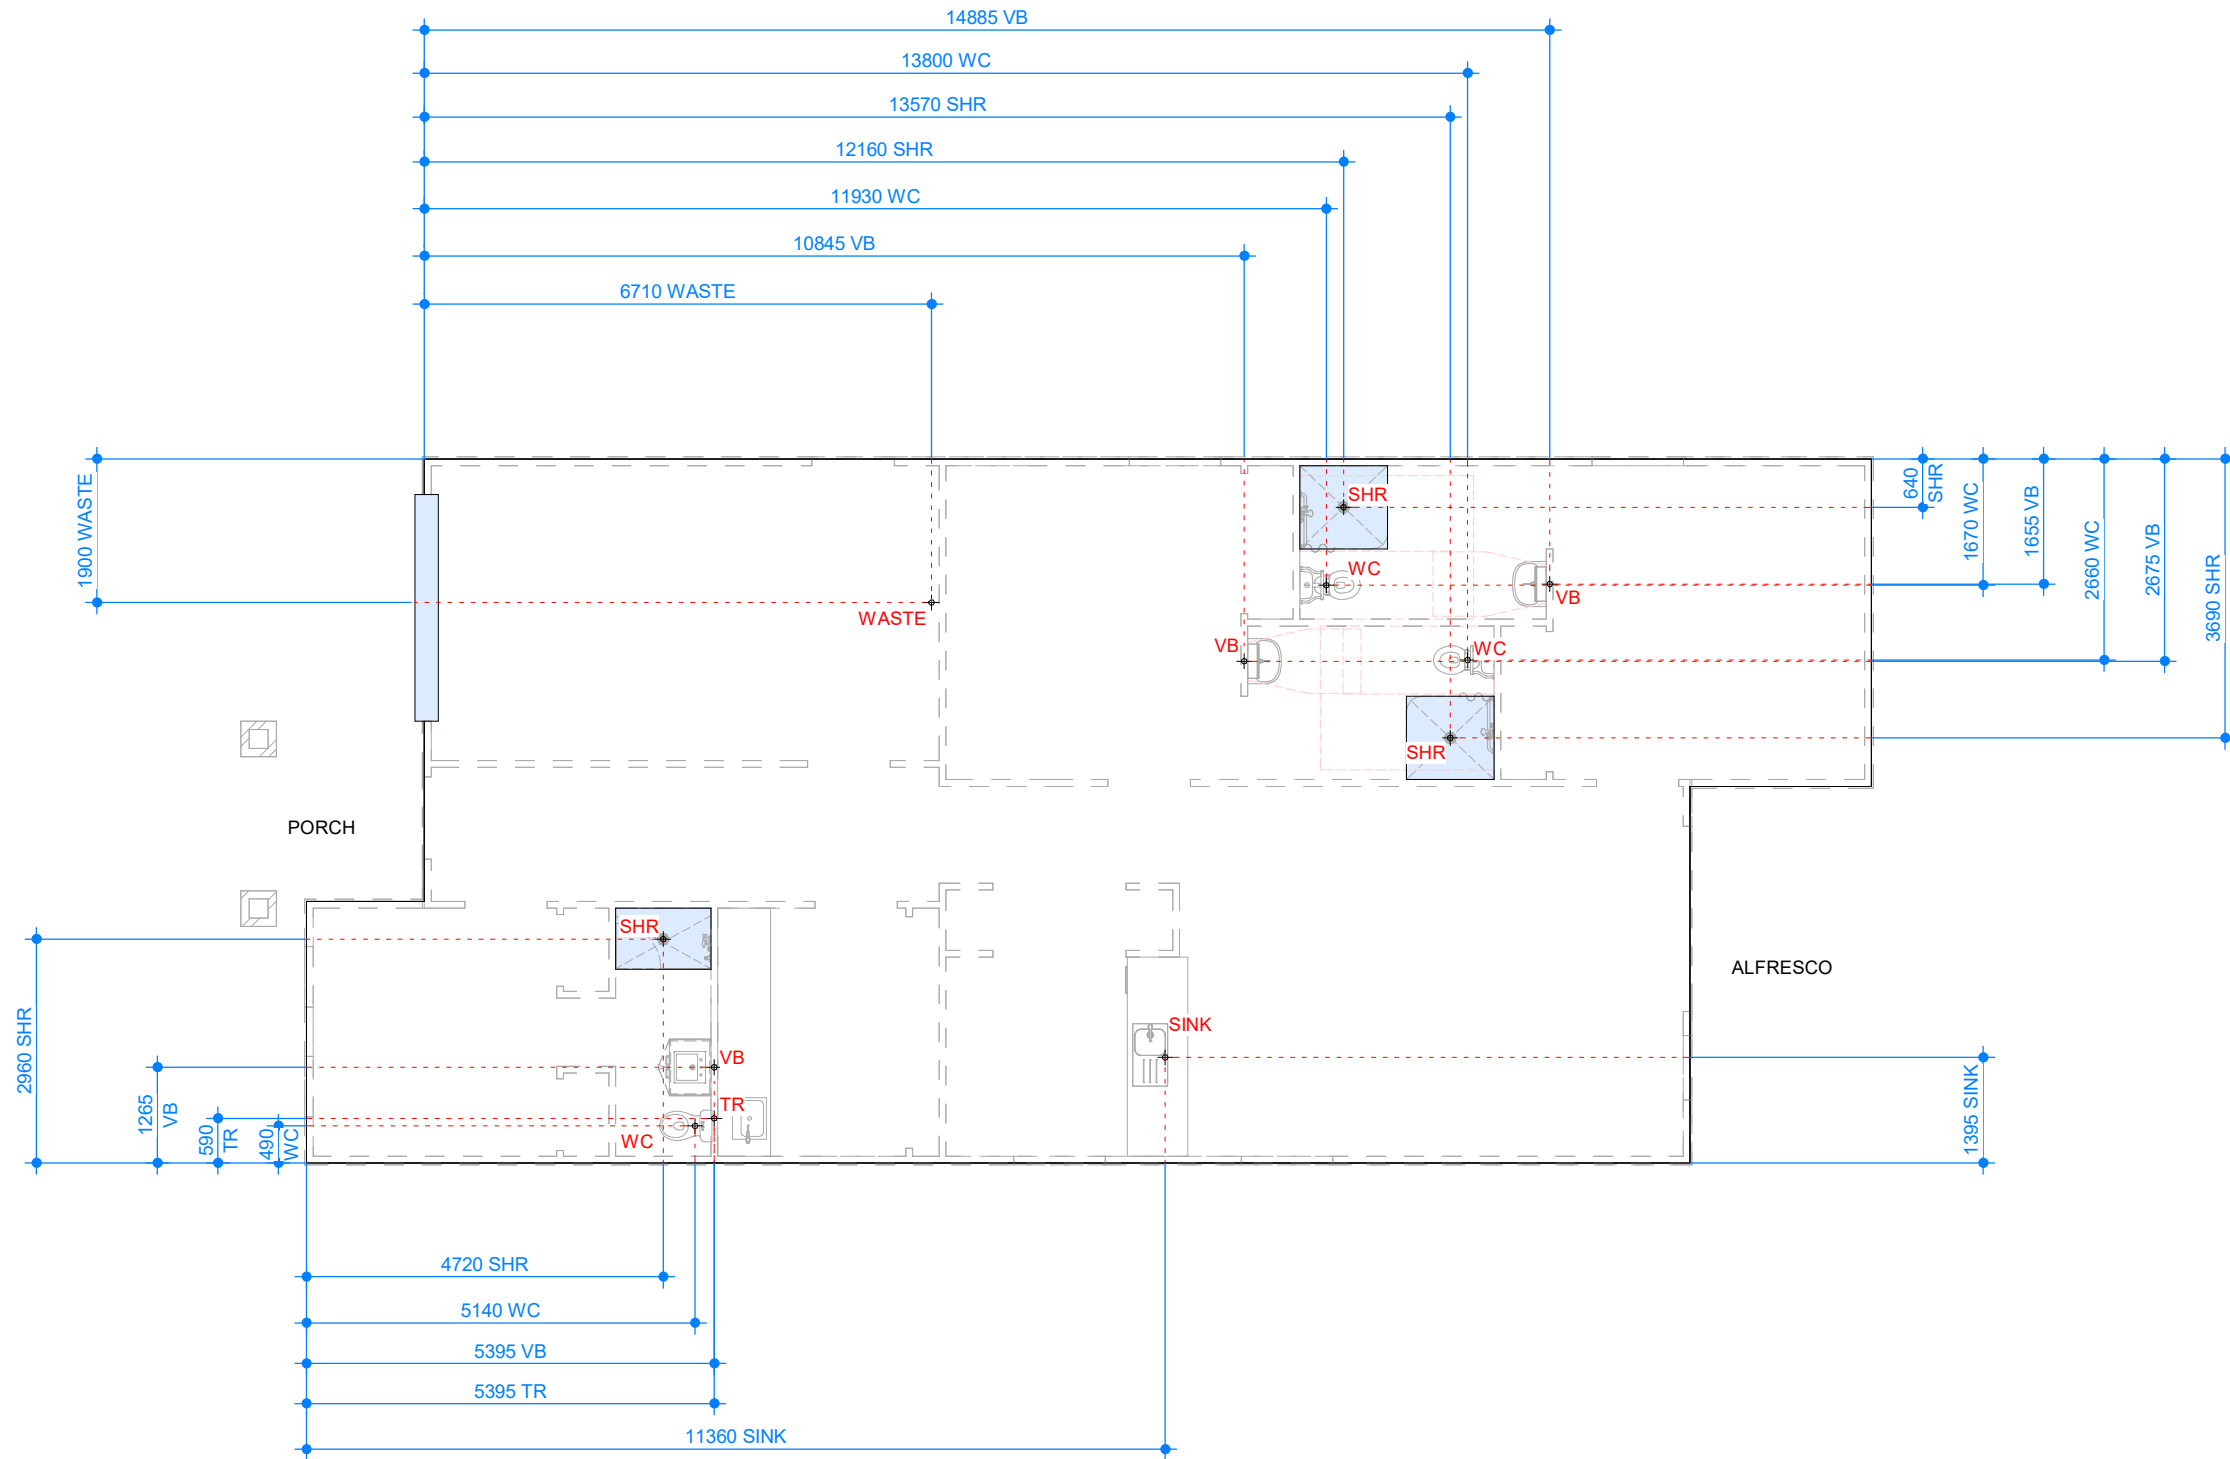 14885 VB
13800 WC
13570 SHR
12160 SHR
11930 WC
10845 VB
6710 WASTE
1900 WASTE
640
SHR
1670 WC
1655 VB
2660 WC
2675 VB
3690 SHR
SHR
WC
VB
WASTE
VB
WC
SHR
PORCH
SHR
ALFRESCO
SINK
VB
TR
WC
2960 SHR
1265
VB
590
TR
490
WC
1395 SINK
4720 SHR
5140 WC
5395 VB
5395 TR
11360 SINK